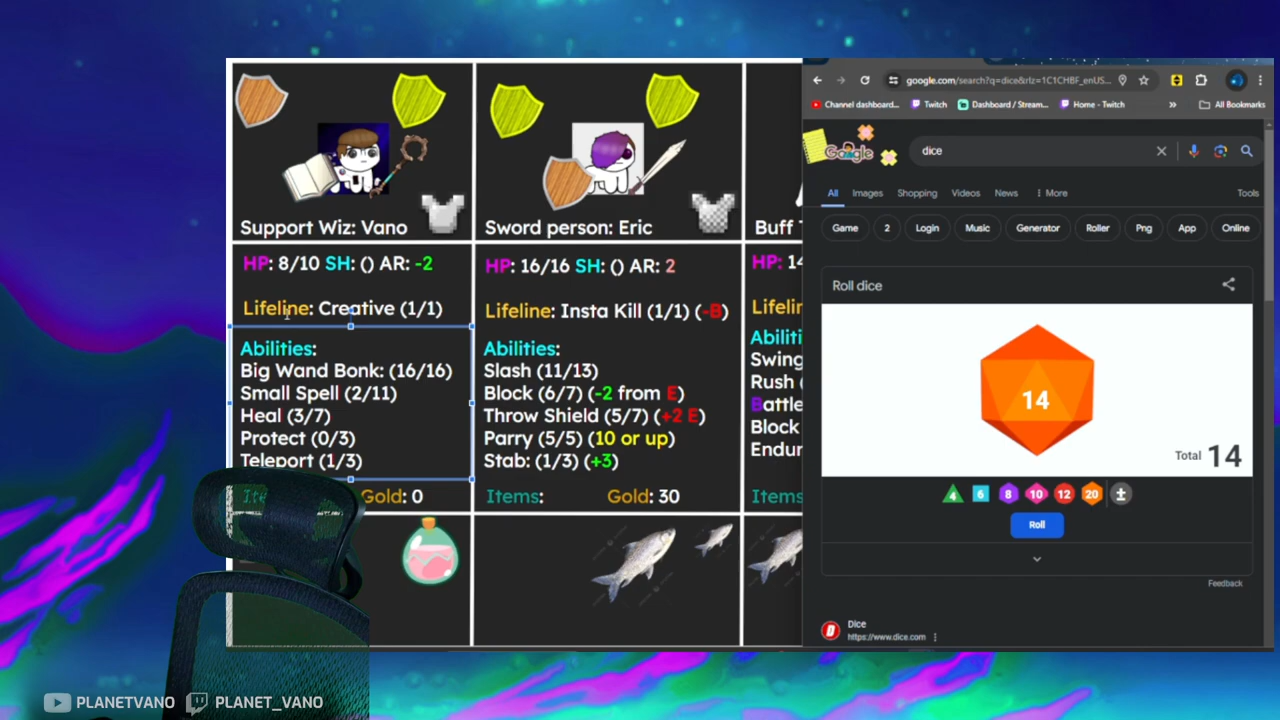 Support Wiz: Vano
HP: 8/10 SH: () AR: -2
Lifeline: Creative (1/1)
Abilities:
Big Wand Bonk: (16/16)
Small Spell (2/11)
Heal (3/7)
Protect (0/3)
Teleport (1/3)
Gold: 0
Sword person: Eric
HP: 16/16 SH: () AR: 2
Lifeline: Insta Kill (1/1) (-B)
Abilities:
Slash (11/13)
Block (6/7) (-2 from E)
Throw Shield (5/7) (+2 E)
Parry (5/5) (10 or up)
Stab: (1/3) (+3)
Items: Gold: 30
Buff
HP: 14
Swing
Rush
Battle
Block
Items
google.com/search?q=dice&rlz=1C1CHBF_enUS...
Channel dashboard... Twitch Dashboard / Stream... Home - Twitch » All Bookmarks
Google
dice
All Images Shopping Videos News More Tools
Game 2 Login Music Generator Roller Png App Online
Roll dice
14
Total 14
4 6 8 10 12 20 ±
Roll
Feedback
D
Dice
https://www.dice.com
PLANETVANO PLANET_VANO